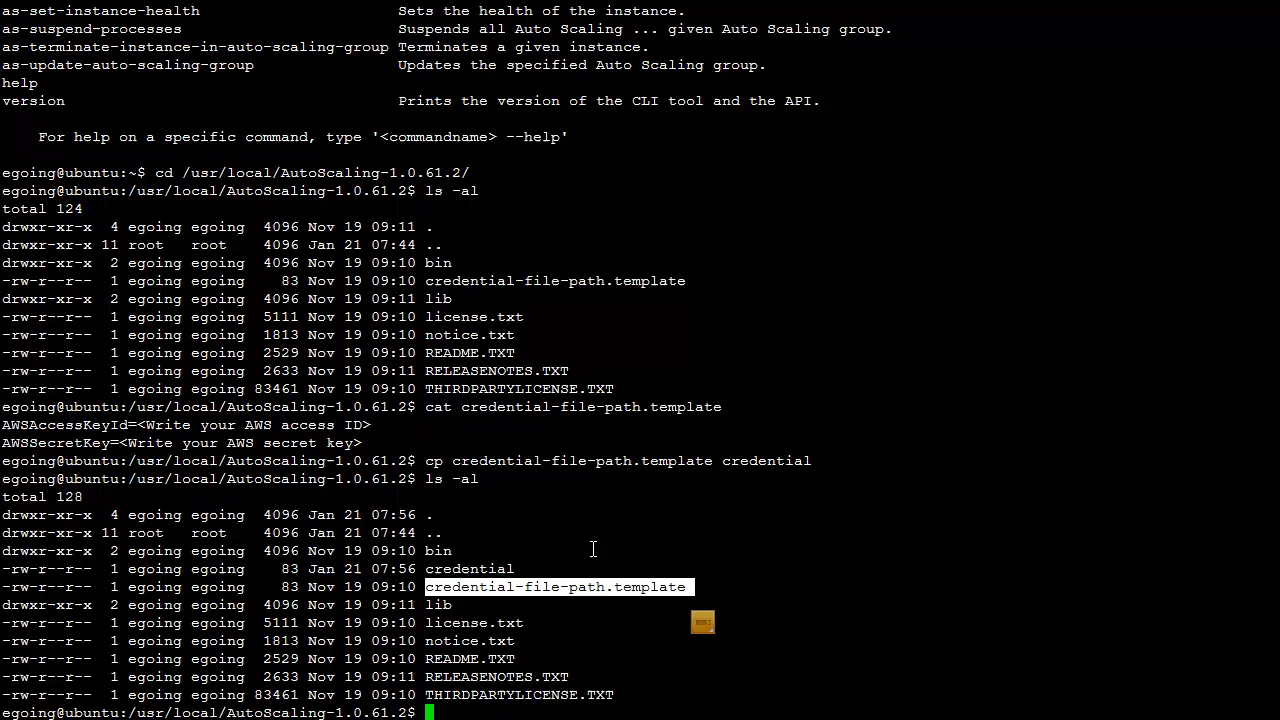 as-set-instance-health Sets the health of the instance.
as-suspend-processes Suspends all Auto Scaling ... given Auto Scaling group.
as-terminate-instance-in-auto-scaling-group Terminates a given instance.
as-update-auto-scaling-group Updates the specified Auto Scaling group.
help
version Prints the version of the CLI tool and the API.
For help on a specific command, type '<commandname> --help'
egoing@ubuntu:~$ cd /usr/local/AutoScaling-1.0.61.2/
egoing@ubuntu:/usr/local/AutoScaling-1.0.61.2$ ls -al
total 124
drwxr-xr-x 4 egoing egoing 4096 Nov 19 09:11 .
drwxr-xr-x 11 root root 4096 Jan 21 07:44 ..
drwxr-xr-x 2 egoing egoing 4096 Nov 19 09:10 bin
-rw-r--r-- 1 egoing egoing 83 Nov 19 09:10 credential-file-path.template
drwxr-xr-x 2 egoing egoing 4096 Nov 19 09:11 lib
-rw-r--r-- 1 egoing egoing 5111 Nov 19 09:10 license.txt
-rw-r--r-- 1 egoing egoing 1813 Nov 19 09:10 notice.txt
-rw-r--r-- 1 egoing egoing 2529 Nov 19 09:10 README.TXT
-rw-r--r-- 1 egoing egoing 2633 Nov 19 09:11 RELEASENOTES.TXT
-rw-r--r-- 1 egoing egoing 83461 Nov 19 09:10 THIRDPARTYLICENSE.TXT
egoing@ubuntu:/usr/local/AutoScaling-1.0.61.2$ cat credential-file-path.template
AWSAccessKeyId=<Write your AWS access ID>
AWSSecretKey=<Write your AWS secret key>
egoing@ubuntu:/usr/local/AutoScaling-1.0.61.2$ cp credential-file-path.template credential
egoing@ubuntu:/usr/local/AutoScaling-1.0.61.2$ ls -al
total 128
drwxr-xr-x 4 egoing egoing 4096 Jan 21 07:56 .
drwxr-xr-x 11 root root 4096 Jan 21 07:44 ..
drwxr-xr-x 2 egoing egoing 4096 Nov 19 09:10 bin
-rw-r--r-- 1 egoing egoing 83 Jan 21 07:56 credential
-rw-r--r-- 1 egoing egoing 83 Nov 19 09:10 credential-file-path.template
drwxr-xr-x 2 egoing egoing 4096 Nov 19 09:11 lib
-rw-r--r-- 1 egoing egoing 5111 Nov 19 09:10 license.txt
-rw-r--r-- 1 egoing egoing 1813 Nov 19 09:10 notice.txt
-rw-r--r-- 1 egoing egoing 2529 Nov 19 09:10 README.TXT
-rw-r--r-- 1 egoing egoing 2633 Nov 19 09:11 RELEASENOTES.TXT
-rw-r--r-- 1 egoing egoing 83461 Nov 19 09:10 THIRDPARTYLICENSE.TXT
egoing@ubuntu:/usr/local/AutoScaling-1.0.61.2$